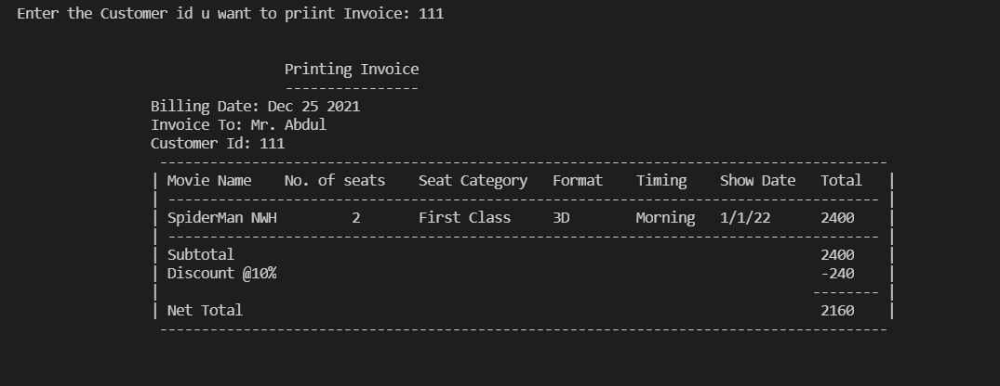 Enter the Customer id u want to priint Invoice: 111
Printing Invoice
----------------
Billing Date: Dec 25 2021
Invoice To: Mr. Abdul
Customer Id: 111
---------------------------------------------------------------------------------------
| Movie Name    No. of seats    Seat Category   Format    Timing    Show Date   Total   |
| ------------------------------------------------------------------------------------- |
| SpiderMan NWH         2       First Class     3D        Morning   1/1/22      2400    |
| ------------------------------------------------------------------------------------- |
| Subtotal                                                                      2400    |
| Discount @10%                                                                 -240    |
|                                                                              -------- |
| Net Total                                                                     2160    |
---------------------------------------------------------------------------------------